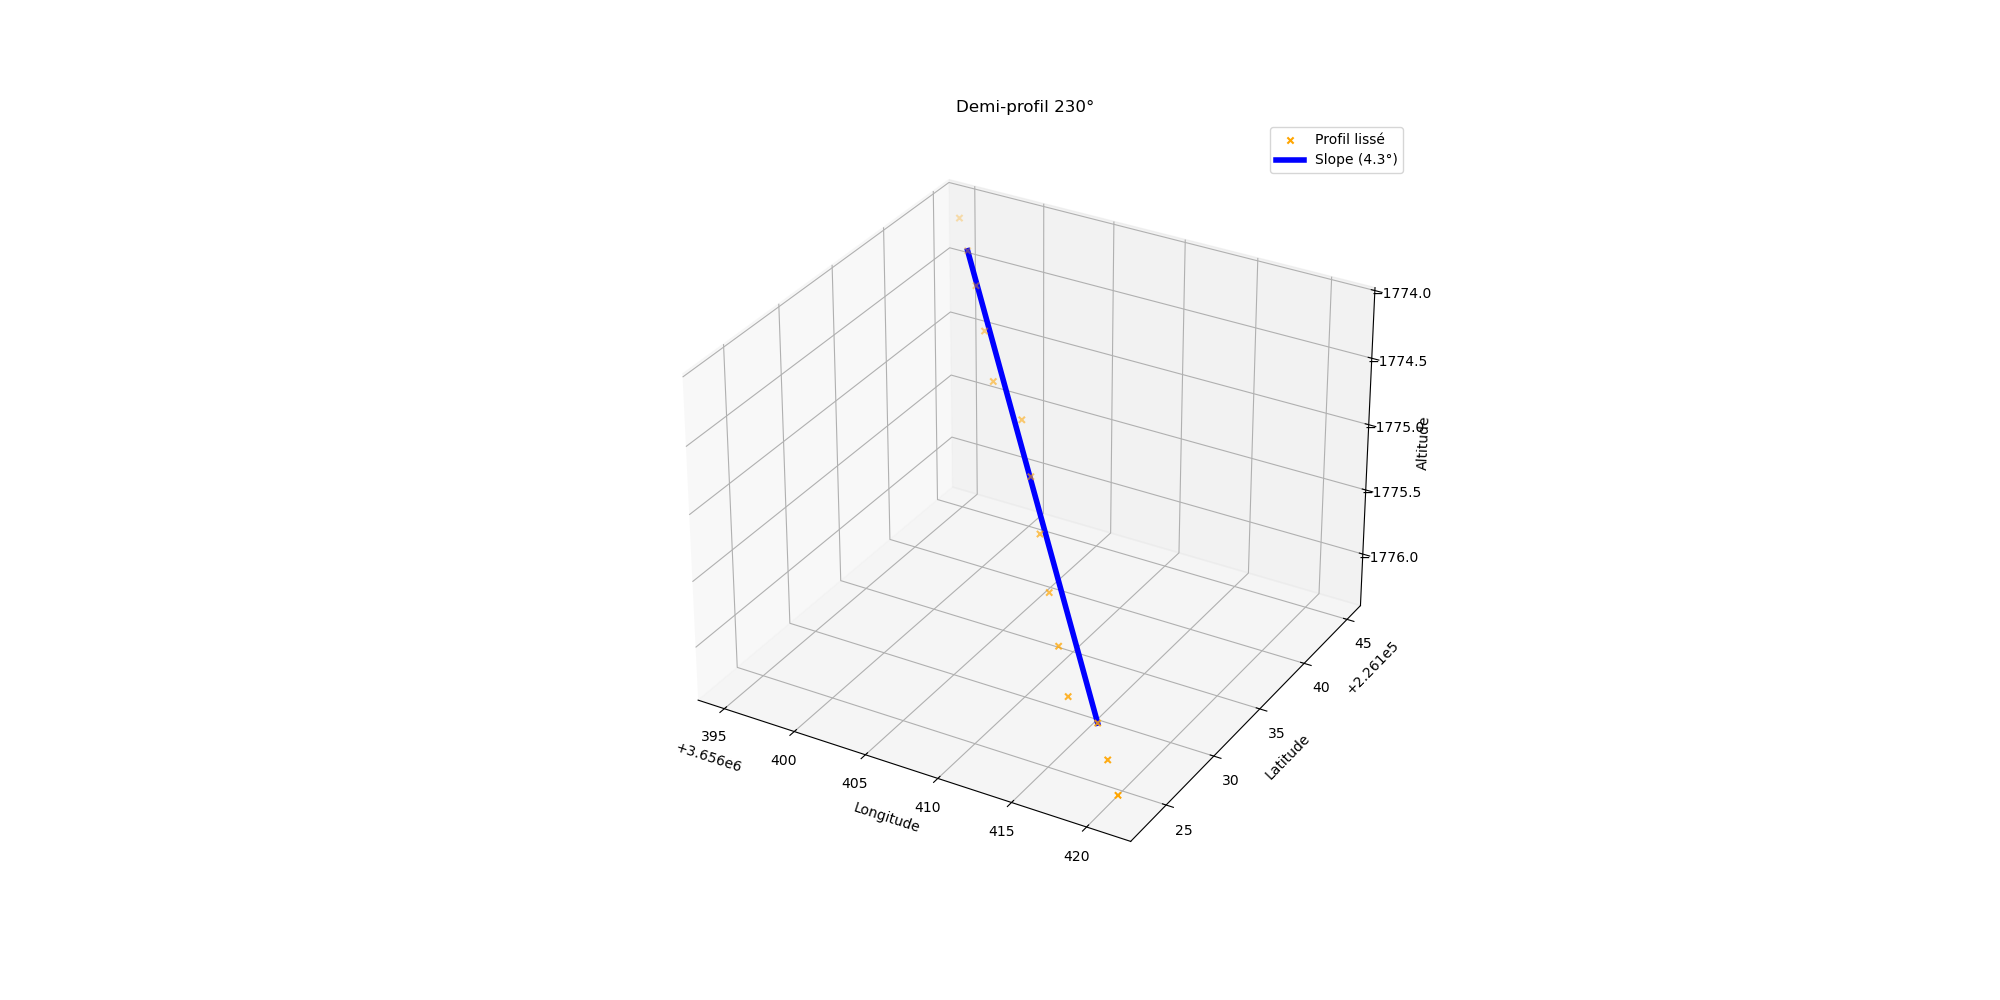 Demi-profil 230°
Profil lissé
Slope (4.3°)
−1774.0
−1774.5
−1775.0
−1775.5
−1776.0
Altitude
45
40
35
30
25
+2.261e5
Latitude
395
400
405
410
415
420
+3.656e6
Longitude